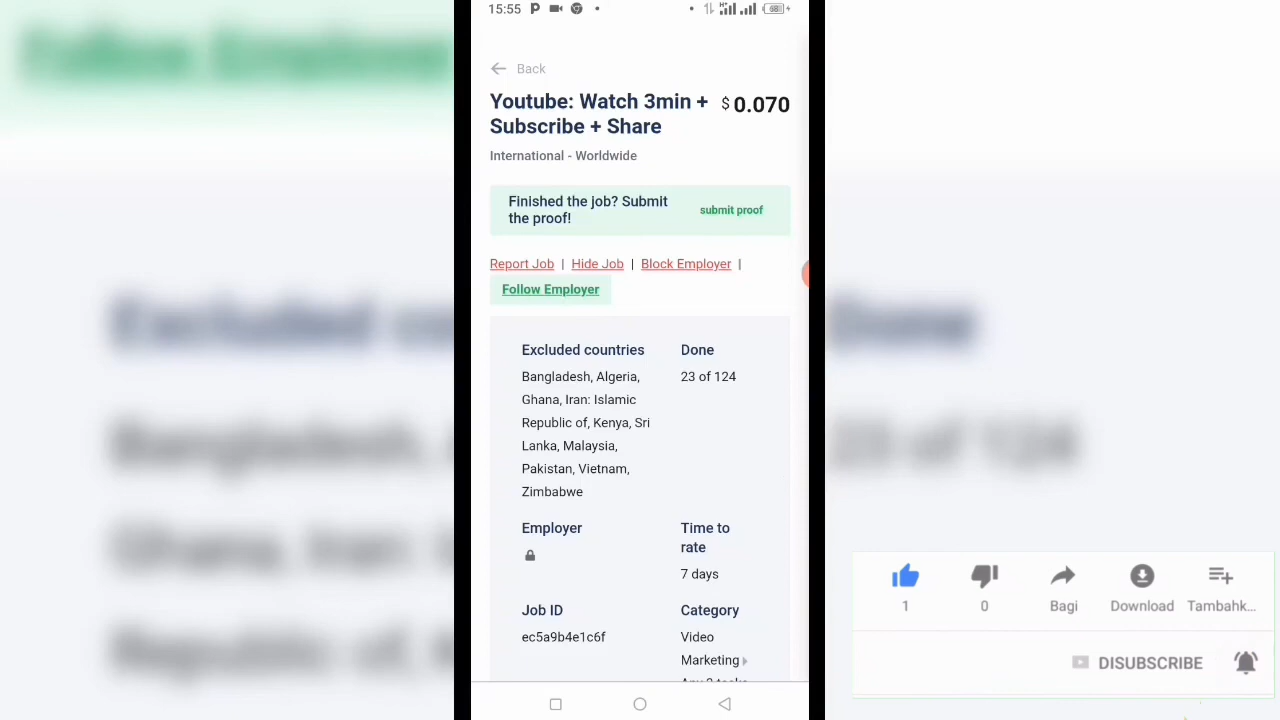 15:55
68
Back
Youtube: Watch 3min +
Subscribe + Share
$0.070
International - Worldwide
Finished the job? Submit
the proof!
submit proof
Report Job | Hide Job | Block Employer |
Follow Employer
Excluded countries
Bangladesh, Algeria,
Ghana, Iran: Islamic
Republic of, Kenya, Sri
Lanka, Malaysia,
Pakistan, Vietnam,
Zimbabwe
Done
23 of 124
Employer
Time to
rate
7 days
Job ID
ec5a9b4e1c6f
Category
Video
Marketing
1
0
Bagi
Download
Tambahk...
DISUBSCRIBE